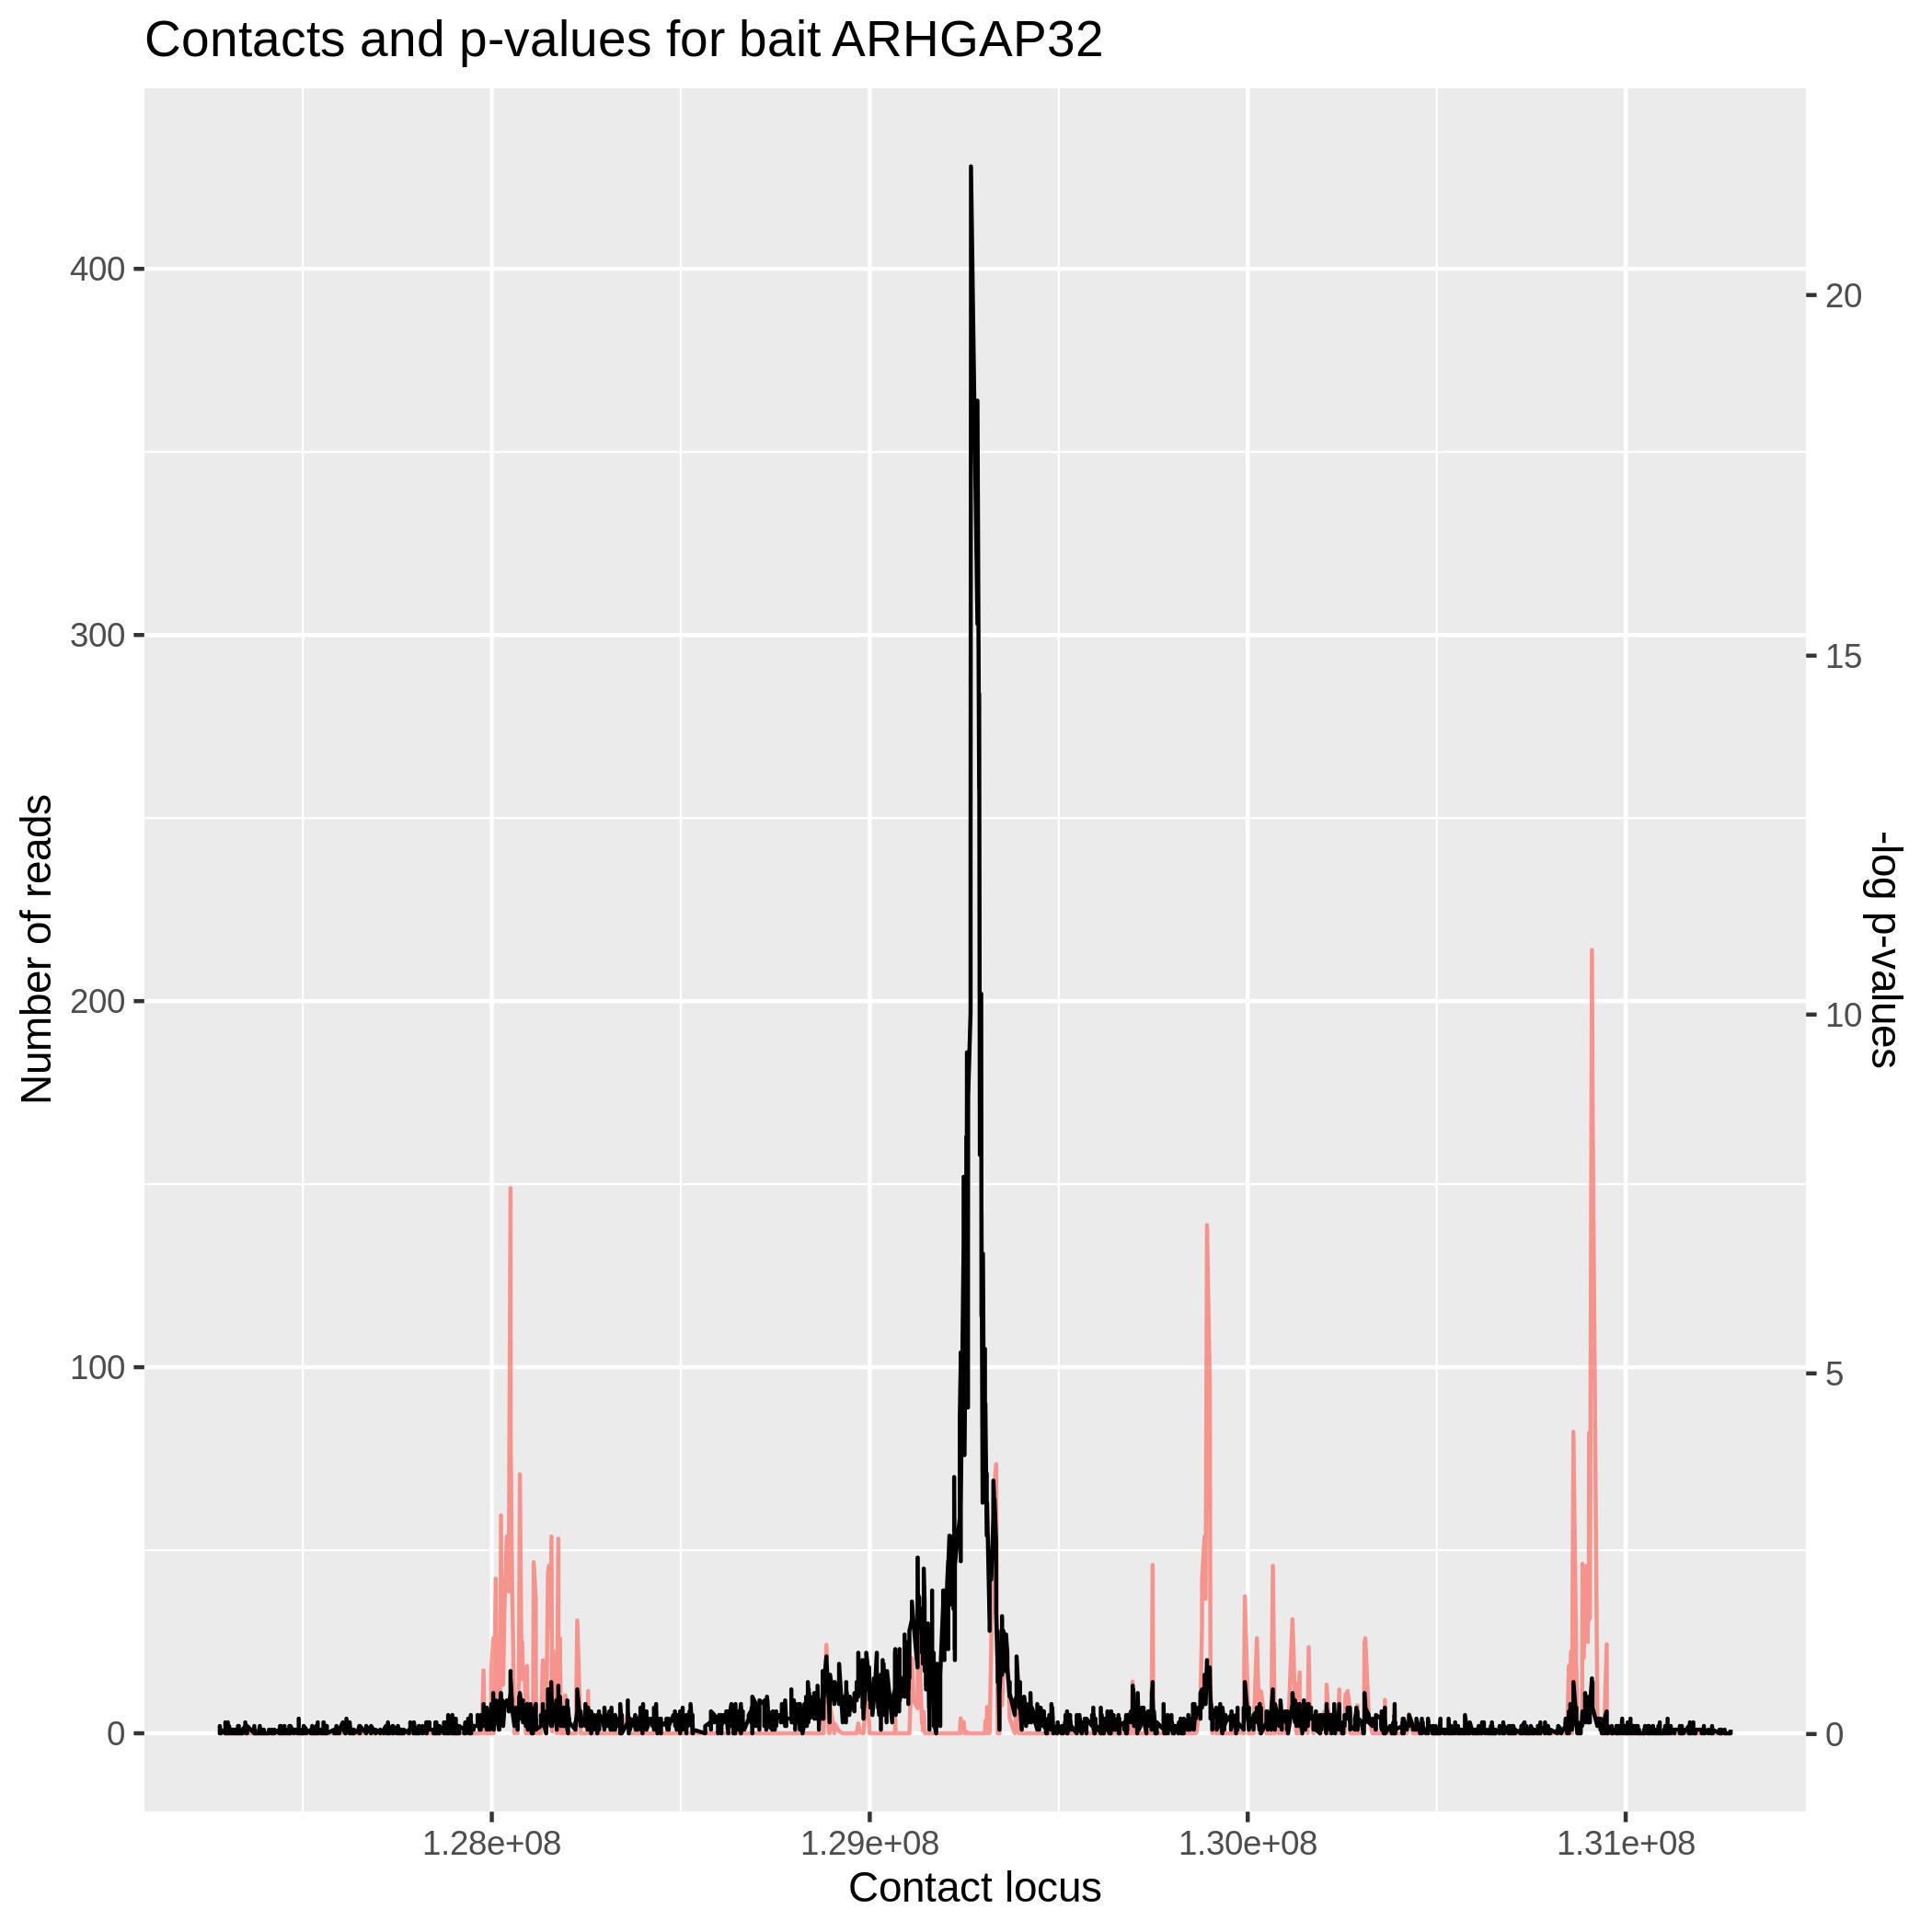 Contacts and p-values for bait ARHGAP32
400
300
200
100
0
Number of reads
20
15
10
5
0
-log p-values
1.28e+08
1.29e+08
1.30e+08
1.31e+08
Contact locus